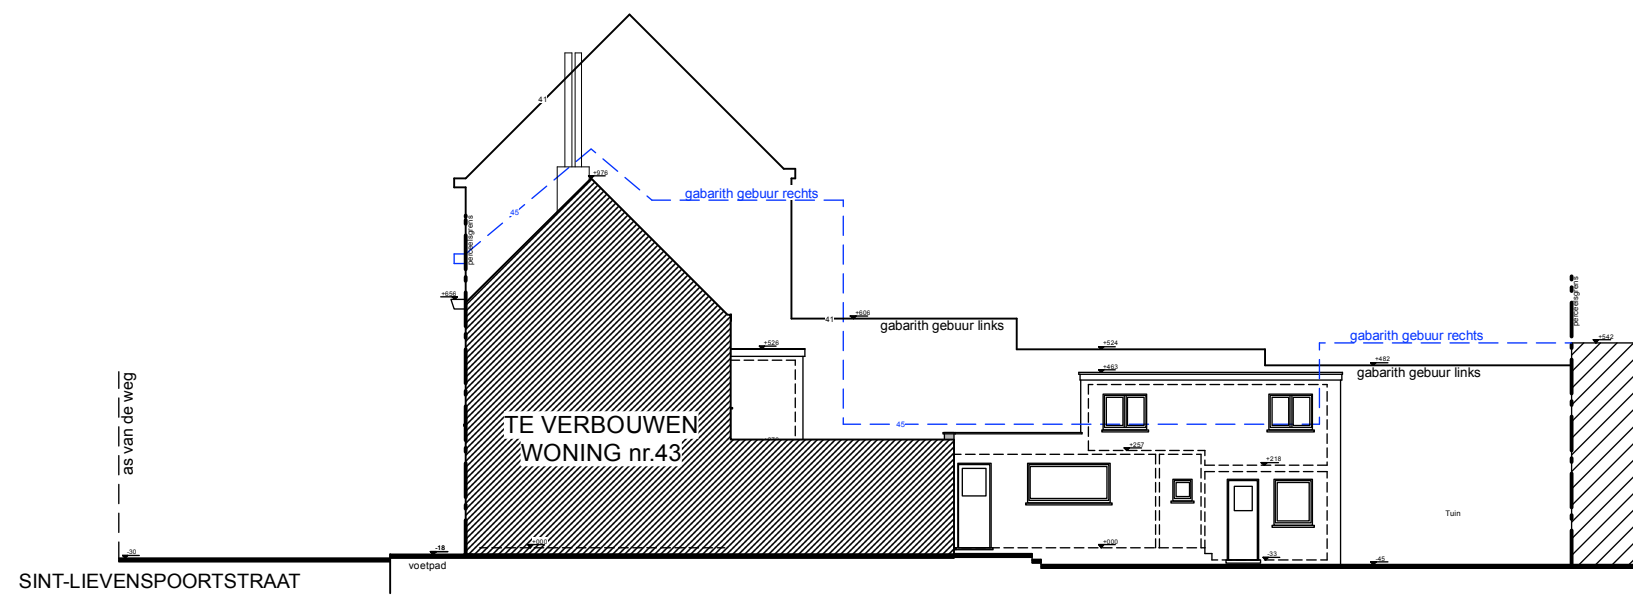 41
+976
gabarith gebuur rechts
45
perceelsgrens
perceelsgrens
+656
41
+606
gabarith gebuur links
gabarith gebuur rechts
+542
+526
+524
+482
gabarith gebuur links
+463
as van de weg
TE VERBOUWEN
WONING nr.43
45
+257
+218
Tuin
+000
+000
-18
-30
-33
-45
voetpad
SINT-LIEVENSPOORTSTRAAT